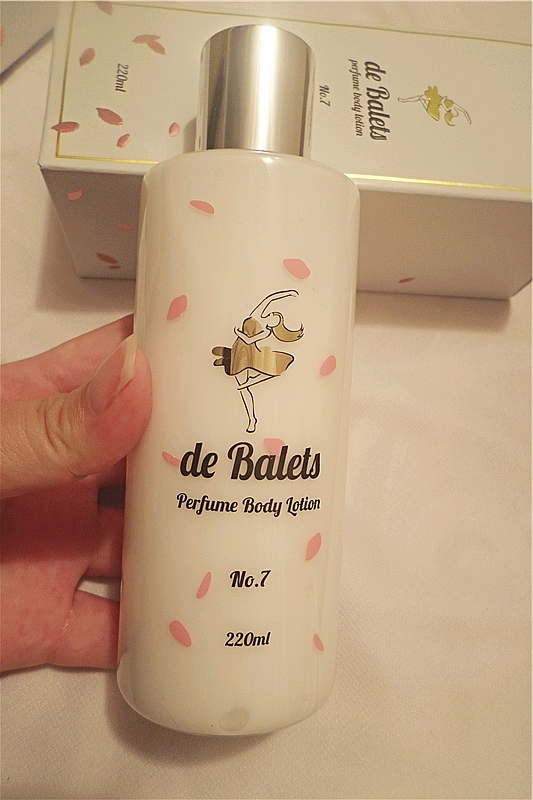 220ml
No.7
de Balets
perfume body lotion
de Balets
Perfume Body Lotion
No.7
220ml